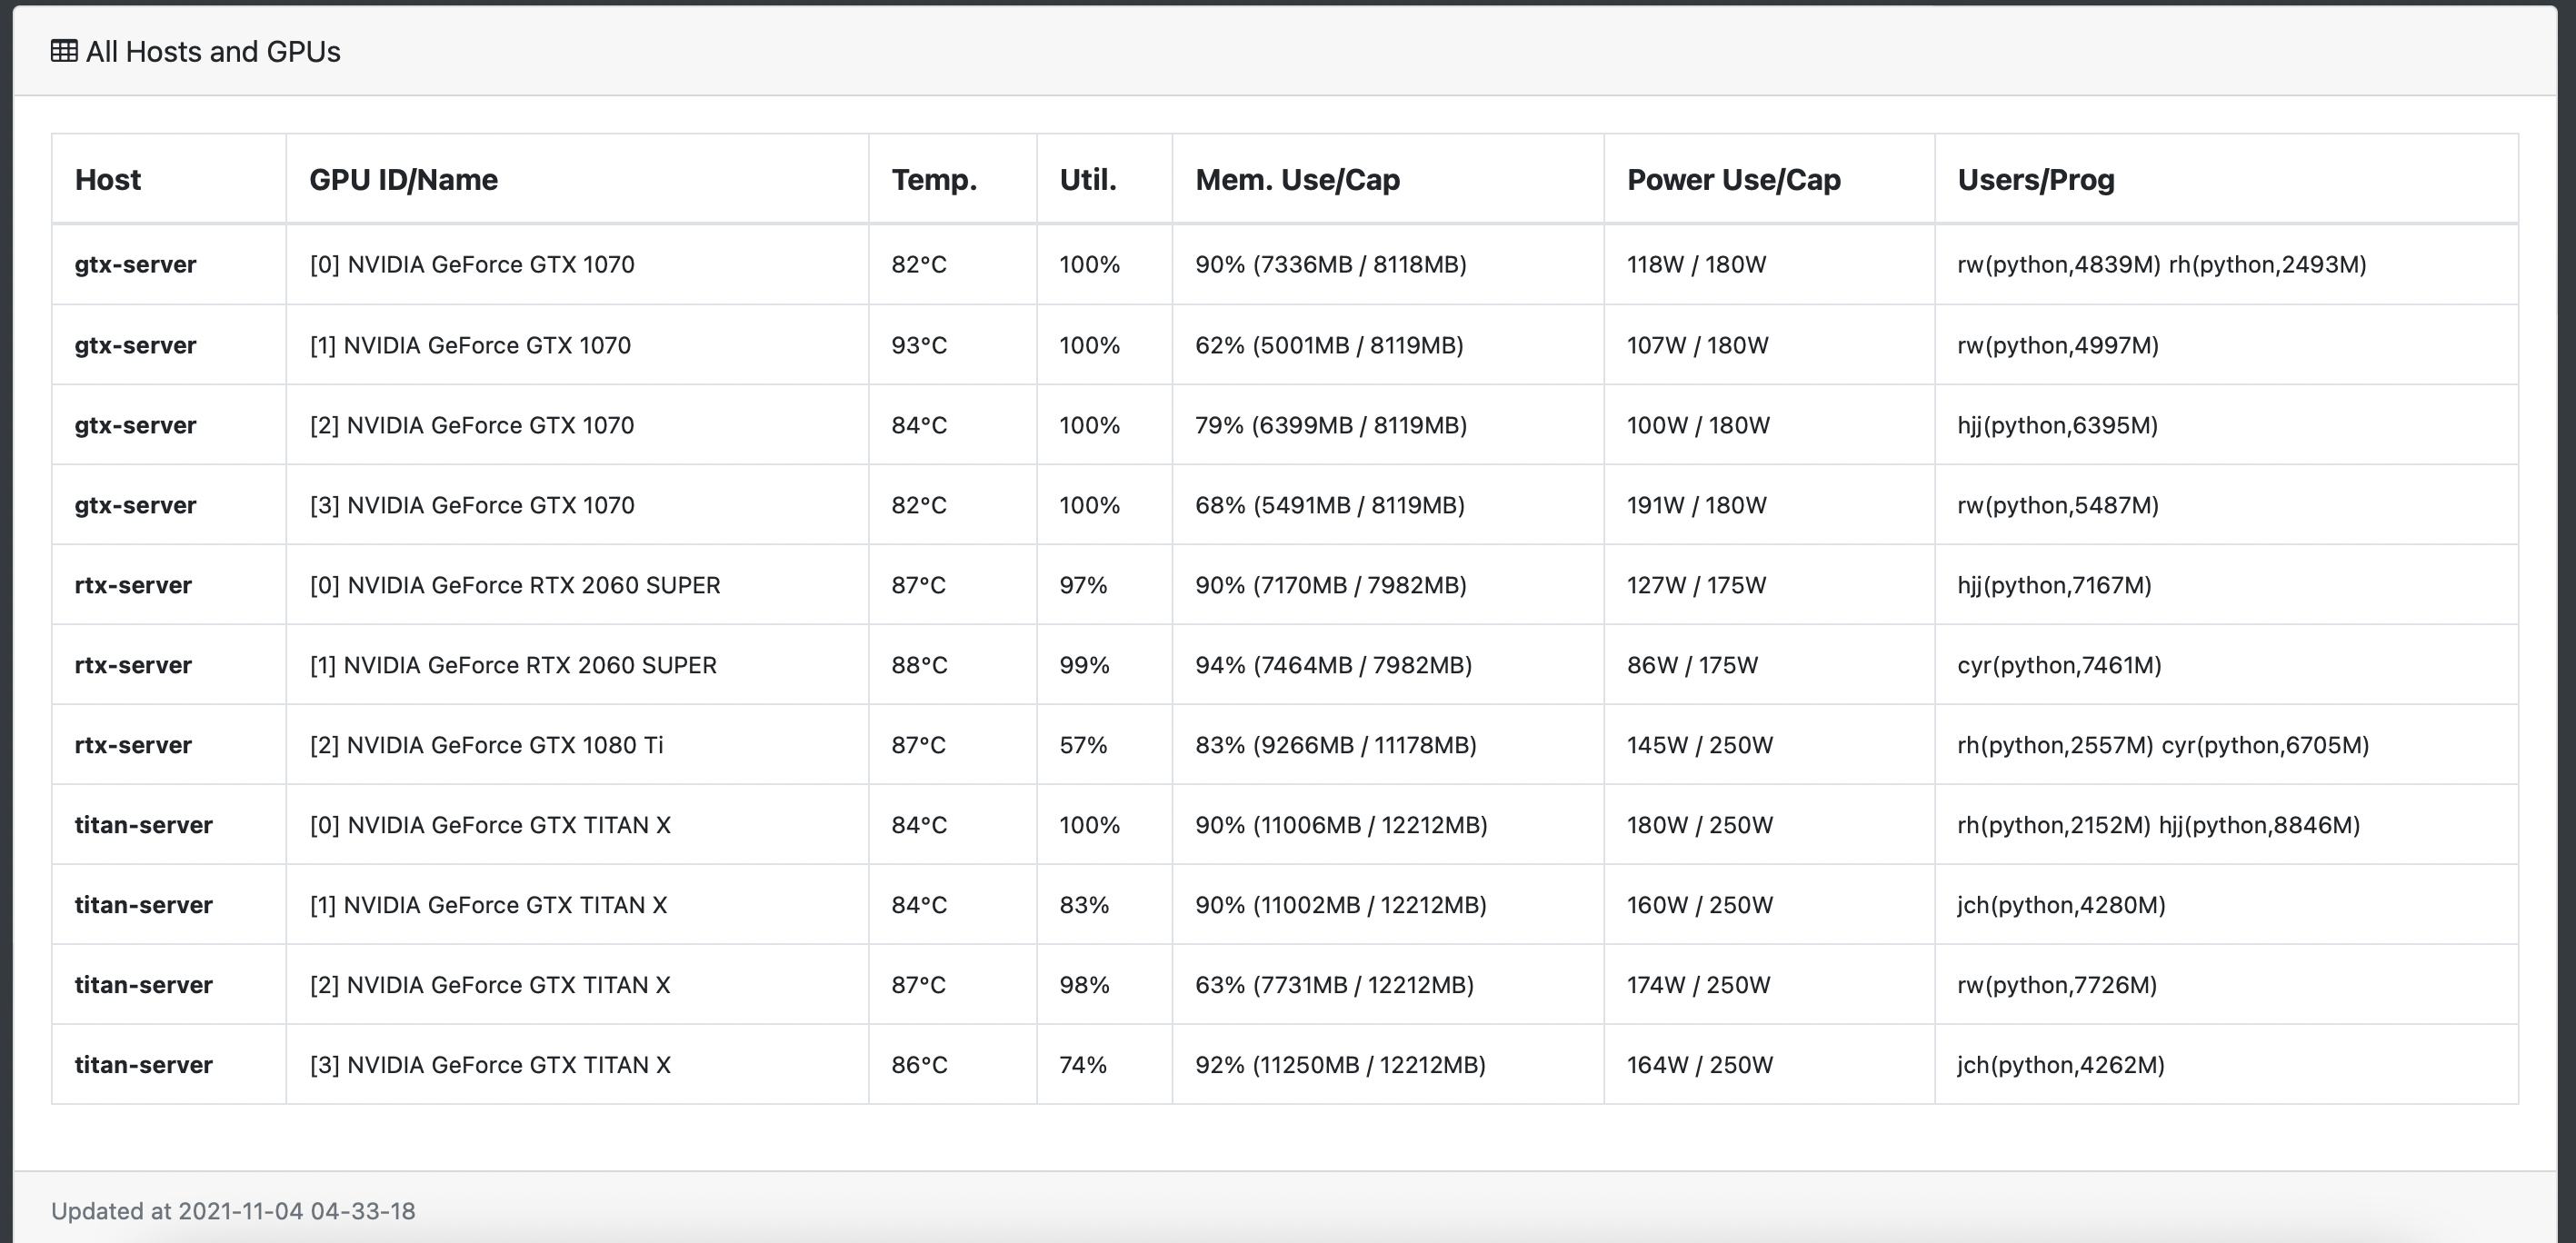 All Hosts and GPUs
Host GPU ID/Name Temp. Util. Mem. Use/Cap Power Use/Cap Users/Prog
gtx-server [0] NVIDIA GeForce GTX 1070 82°C 100% 90% (7336MB / 8118MB) 118W / 180W rw(python,4839M) rh(python,2493M)
gtx-server [1] NVIDIA GeForce GTX 1070 93°C 100% 62% (5001MB / 8119MB) 107W / 180W rw(python,4997M)
gtx-server [2] NVIDIA GeForce GTX 1070 84°C 100% 79% (6399MB / 8119MB) 100W / 180W hjj(python,6395M)
gtx-server [3] NVIDIA GeForce GTX 1070 82°C 100% 68% (5491MB / 8119MB) 191W / 180W rw(python,5487M)
rtx-server [0] NVIDIA GeForce RTX 2060 SUPER 87°C 97% 90% (7170MB / 7982MB) 127W / 175W hjj(python,7167M)
rtx-server [1] NVIDIA GeForce RTX 2060 SUPER 88°C 99% 94% (7464MB / 7982MB) 86W / 175W cyr(python,7461M)
rtx-server [2] NVIDIA GeForce GTX 1080 Ti 87°C 57% 83% (9266MB / 11178MB) 145W / 250W rh(python,2557M) cyr(python,6705M)
titan-server [0] NVIDIA GeForce GTX TITAN X 84°C 100% 90% (11006MB / 12212MB) 180W / 250W rh(python,2152M) hjj(python,8846M)
titan-server [1] NVIDIA GeForce GTX TITAN X 84°C 83% 90% (11002MB / 12212MB) 160W / 250W jch(python,4280M)
titan-server [2] NVIDIA GeForce GTX TITAN X 87°C 98% 63% (7731MB / 12212MB) 174W / 250W rw(python,7726M)
titan-server [3] NVIDIA GeForce GTX TITAN X 86°C 74% 92% (11250MB / 12212MB) 164W / 250W jch(python,4262M)
Updated at 2021-11-04 04-33-18